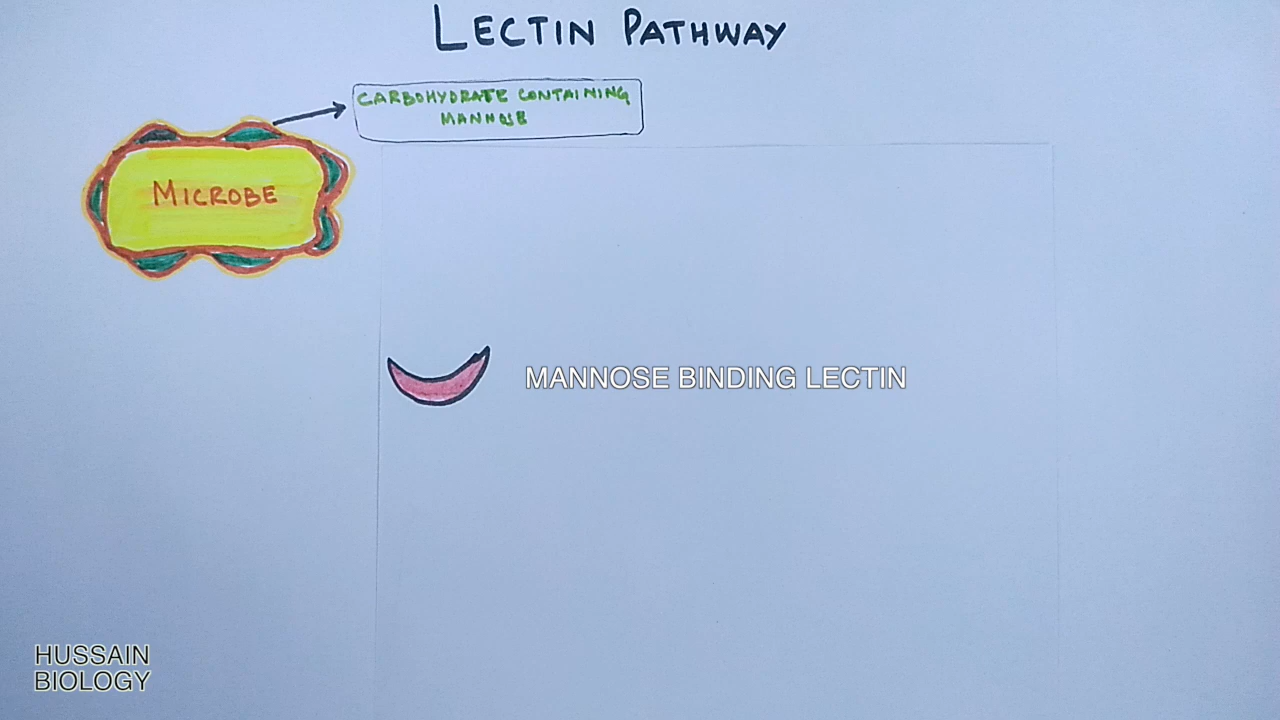 LECTIN PATHWAY
CARBOHYDRATE CONTAINING
MANNOSE
MICROBE
MANNOSE BINDING LECTIN
HUSSAIN
BIOLOGY